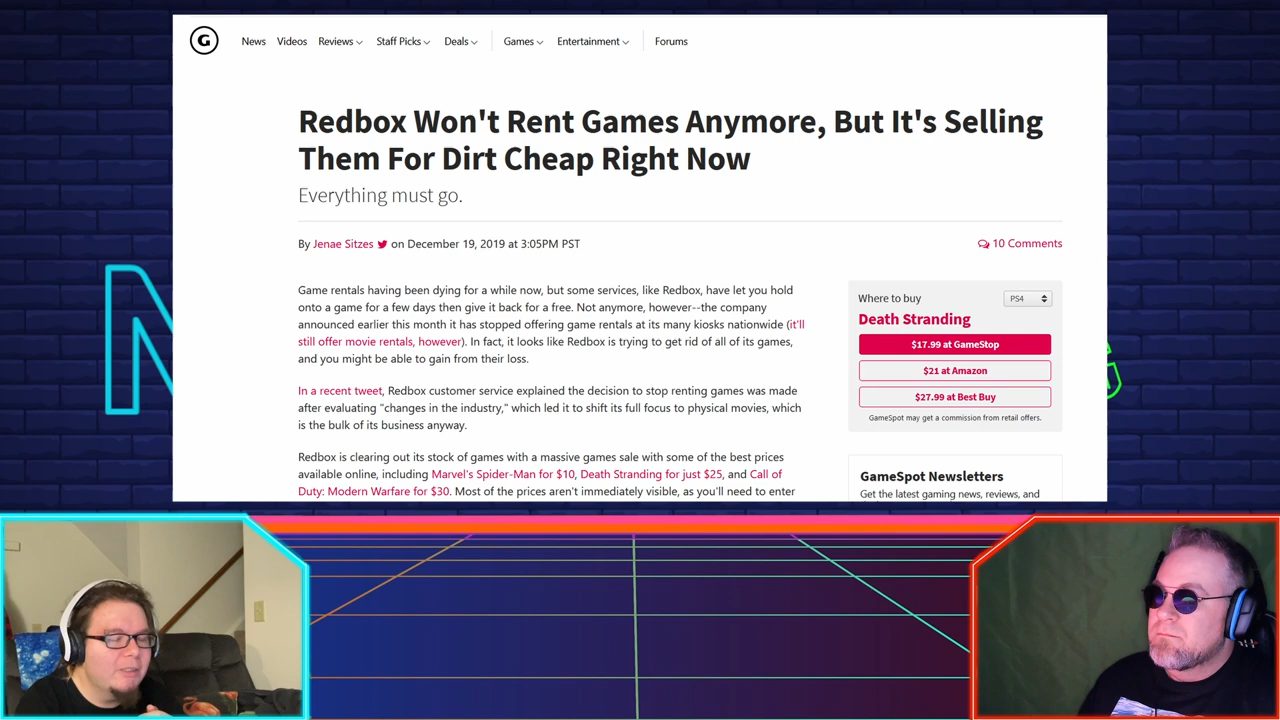 G
News Videos Reviews Staff Picks Deals Games Entertainment Forums
Redbox Won't Rent Games Anymore, But It's Selling
Them For Dirt Cheap Right Now
Everything must go.
By Jenae Sitzes on December 19, 2019 at 3:05PM PST
10 Comments
Game rentals having been dying for a while now, but some services, like Redbox, have let you hold
onto a game for a few days then give it back for a free. Not anymore, however--the company
announced earlier this month it has stopped offering game rentals at its many kiosks nationwide (it'll
still offer movie rentals, however). In fact, it looks like Redbox is trying to get rid of all of its games,
and you might be able to gain from their loss.
In a recent tweet, Redbox customer service explained the decision to stop renting games was made
after evaluating "changes in the industry," which led it to shift its full focus to physical movies, which
is the bulk of its business anyway.
Redbox is clearing out its stock of games with a massive games sale with some of the best prices
available online, including Marvel's Spider-Man for $10, Death Stranding for just $25, and Call of
Duty: Modern Warfare for $30. Most of the prices aren't immediately visible, as you'll need to enter
Where to buy
PS4
Death Stranding
$17.99 at GameStop
$21 at Amazon
$27.99 at Best Buy
GameSpot may get a commission from retail offers.
GameSpot Newsletters
Get the latest gaming news, reviews, and